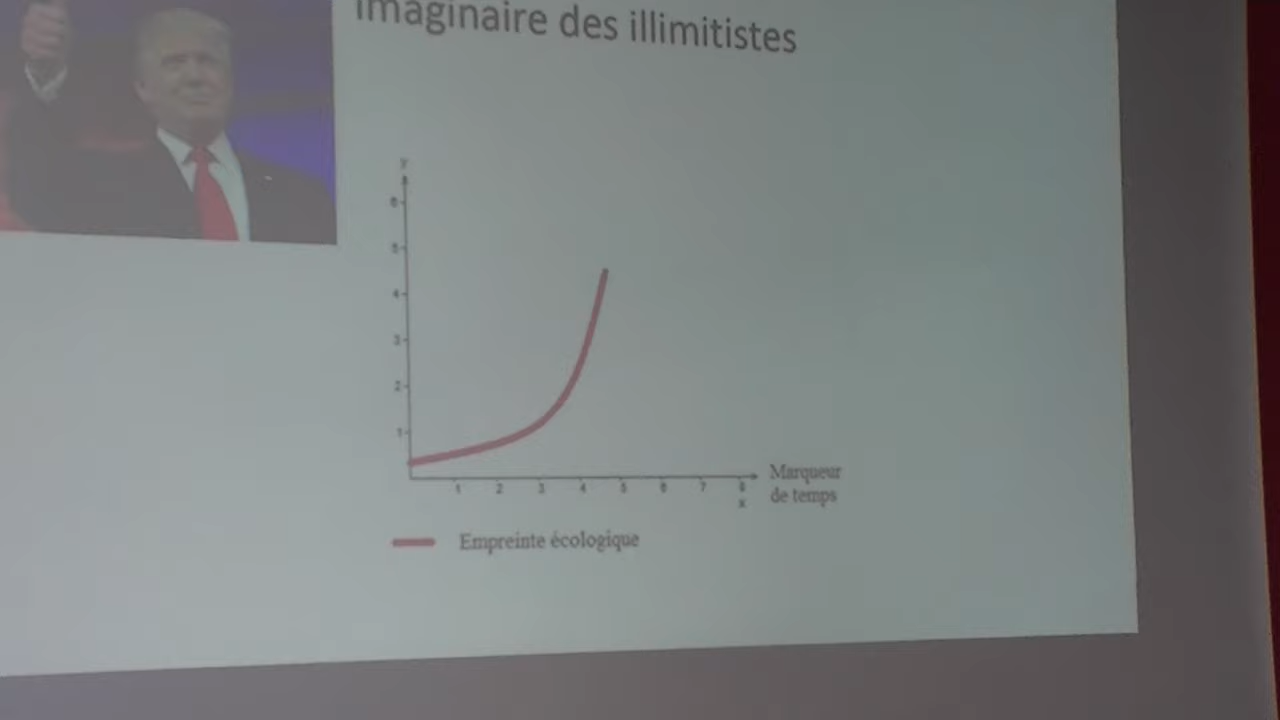 Imaginaire des illimitistes
y
6
5
4
3
2
1
1 2 3 4 5 6 7 8
x
Marqueur
de temps
Empreinte écologique